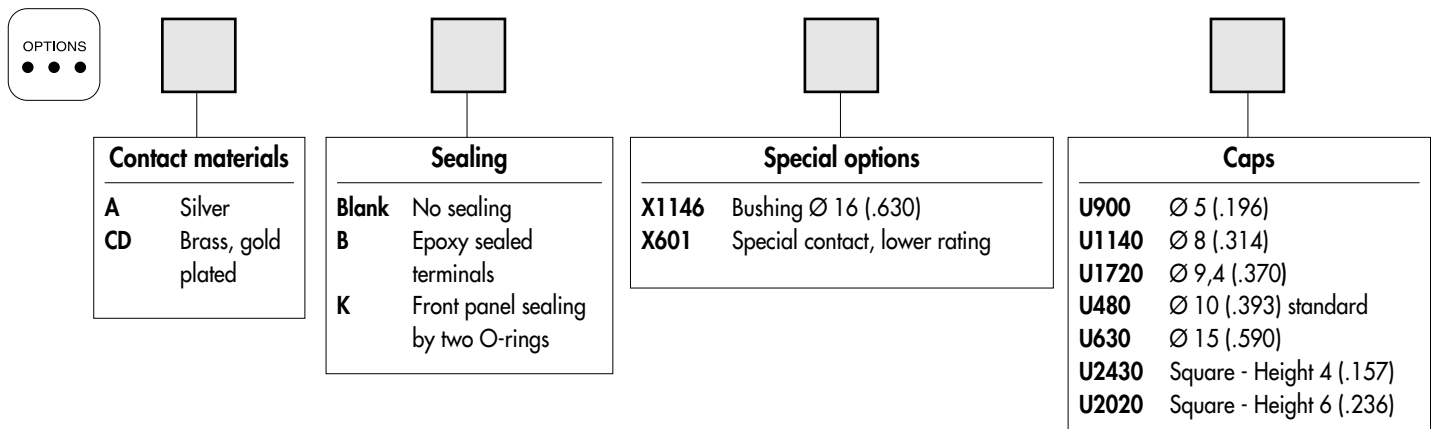 OPTIONS
Contact materials
A Silver
CD Brass, gold
plated
Sealing
Blank No sealing
B Epoxy sealed
terminals
K Front panel sealing
by two O-rings
Special options
X1146 Bushing Ø 16 (.630)
X601 Special contact, lower rating
Caps
U900 Ø 5 (.196)
U1140 Ø 8 (.314)
U1720 Ø 9,4 (.370)
U480 Ø 10 (.393) standard
U630 Ø 15 (.590)
U2430 Square - Height 4 (.157)
U2020 Square - Height 6 (.236)